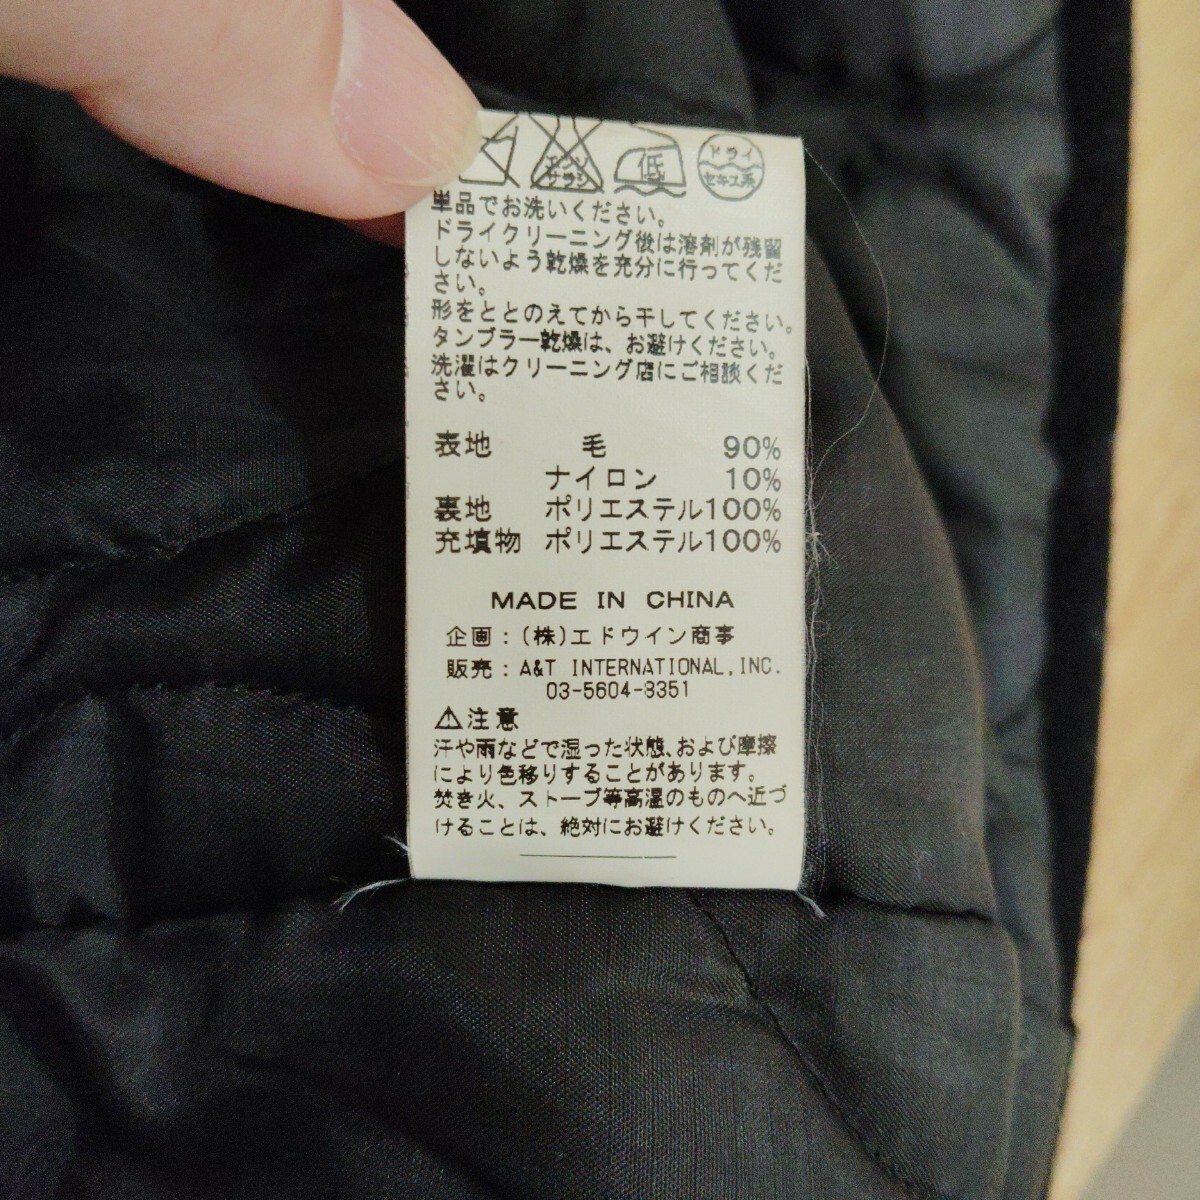 エンソ
サラシ
低
ドライ
セキユ系
単品でお洗いください。
ドライクリーニング後は溶剤が残留
しないよう乾燥を充分に行ってくだ
さい。
形をととのえてから干してください。
タンブラー乾燥は、お避けください。
洗濯はクリーニング店にご相談くだ
さい。
表地 毛 90%
ナイロン 10%
裏地 ポリエステル100%
充填物 ポリエステル100%
MADE IN CHINA
企画:(株)エドウイン商事
販売:A&T INTERNATIONAL,INC.
03-5604-8351
⚠注意
汗や雨などで湿った状態、および摩擦
により色移りすることがあります。
焚き火、ストーブ等高温のものへ近づ
けることは、絶対にお避けください。